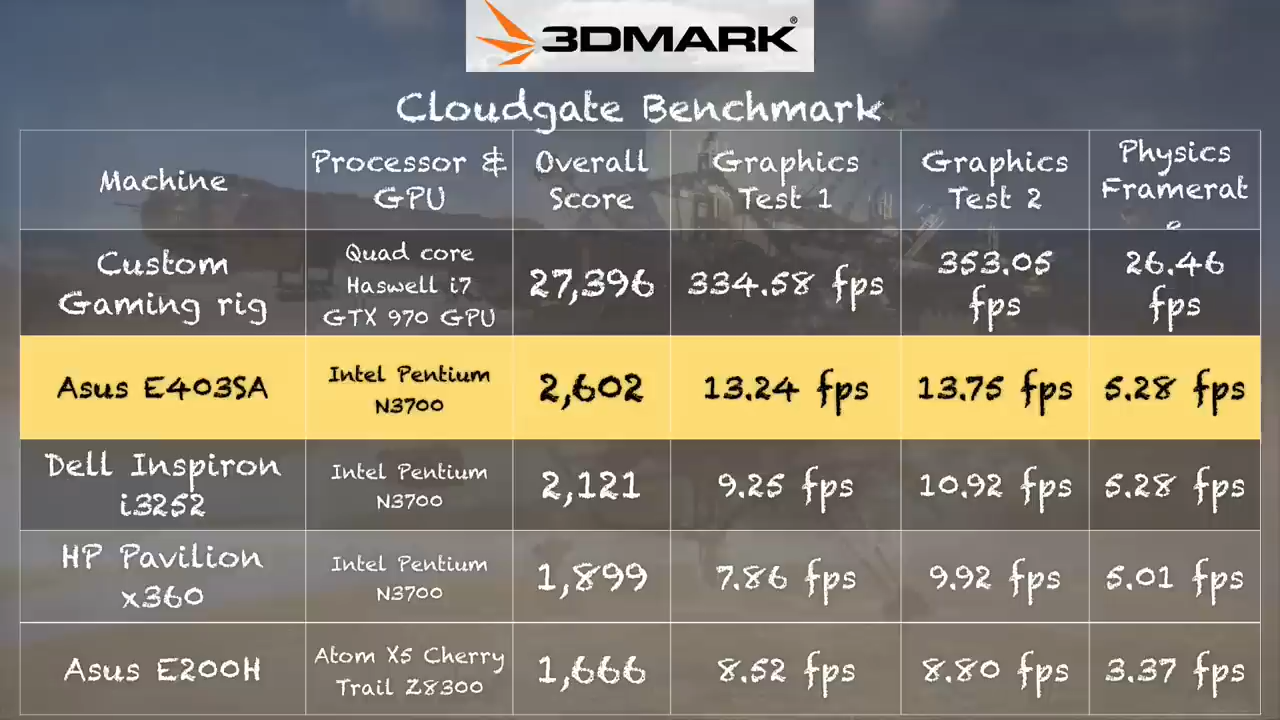 3DMARK®
Cloudgate Benchmark
Machine
Processor &
GPU
Overall
Score
Graphics
Test 1
Graphics
Test 2
Physics
Framerat
e
Custom
Gaming rig
Quad core
Haswell i7
GTX 970 GPU
27,396
334.58 fps
353.05
fps
26.46
fps
Asus E403SA
Intel Pentium
N3700
2,602
13.24 fps
13.75 fps
5.28 fps
Dell Inspiron
i3252
Intel Pentium
N3700
2,121
9.25 fps
10.92 fps
5.28 fps
HP Pavilion
x360
Intel Pentium
N3700
1,899
7.86 fps
9.92 fps
5.01 fps
Asus E200H
Atom X5 Cherry
Trail Z8300
1,666
8.52 fps
8.80 fps
3.37 fps